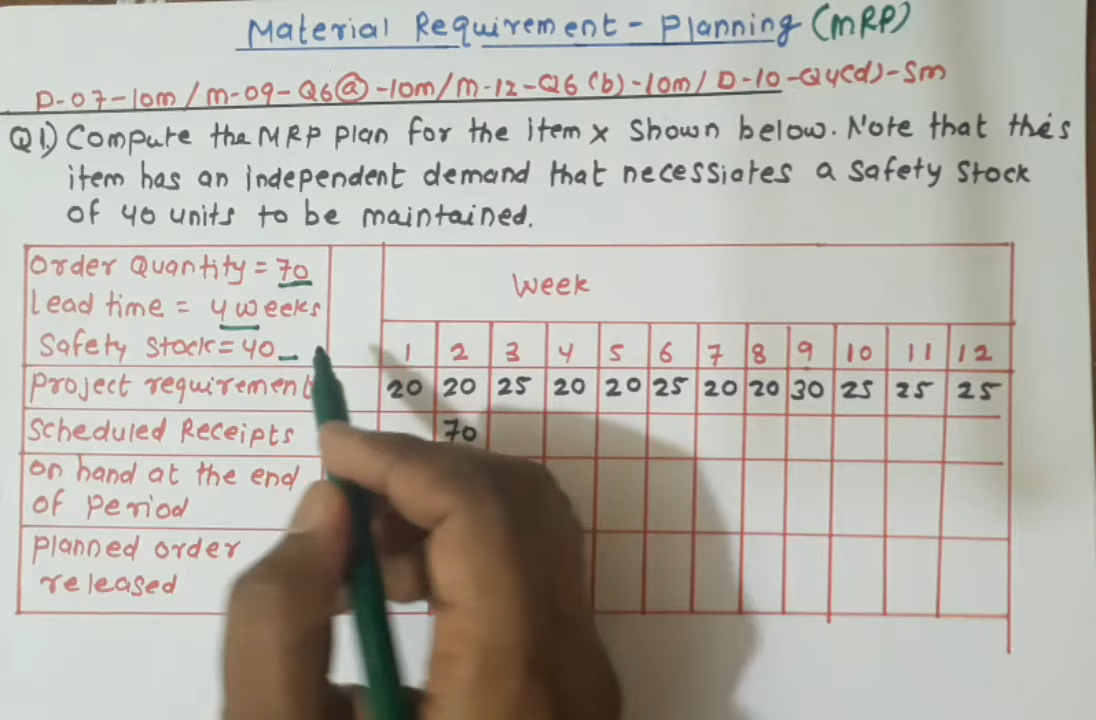 Material Requirement - Planning (MRP)
D-07-10m / M-09-Q6(a)-10m / M-12-Q6(b)-10m / D-10-Q4(d)-5m
Q1.) Compute the MRP plan for the item x shown below. Note that this
item has an independent demand that necessiates a safety stock
of 40 units to be maintained.
Order Quantity = 70
Lead time = 4 weeks
Safety stock = 40
Week
1 2 3 4 5 6 7 8 9 10 11 12
Project requirement 20 20 25 20 20 25 20 20 30 25 25 25
Scheduled Receipts 70
on hand at the end
of Period
Planned order
released